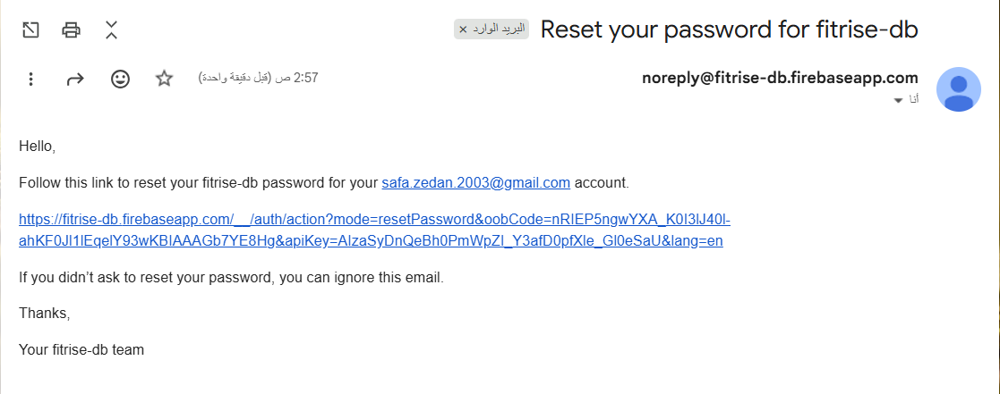 Reset your password for fitrise-db
البريد الوارد ×
noreply@fitrise-db.firebaseapp.com
2:57 ص (قبل دقيقة واحدة)
أنا
Hello,
Follow this link to reset your fitrise-db password for your safa.zedan.2003@gmail.com account.
https://fitrise-db.firebaseapp.com/__/auth/action?mode=resetPassword&oobCode=nRIEP5ngwYXA_K0I3lJ40l-
ahKF0Jl1lEqelY93wKBIAAAGb7YE8Hg&apiKey=AIzaSyDnQeBh0PmWpZI_Y3afD0pfXle_Gl0eSaU&lang=en
If you didn’t ask to reset your password, you can ignore this email.
Thanks,
Your fitrise-db team